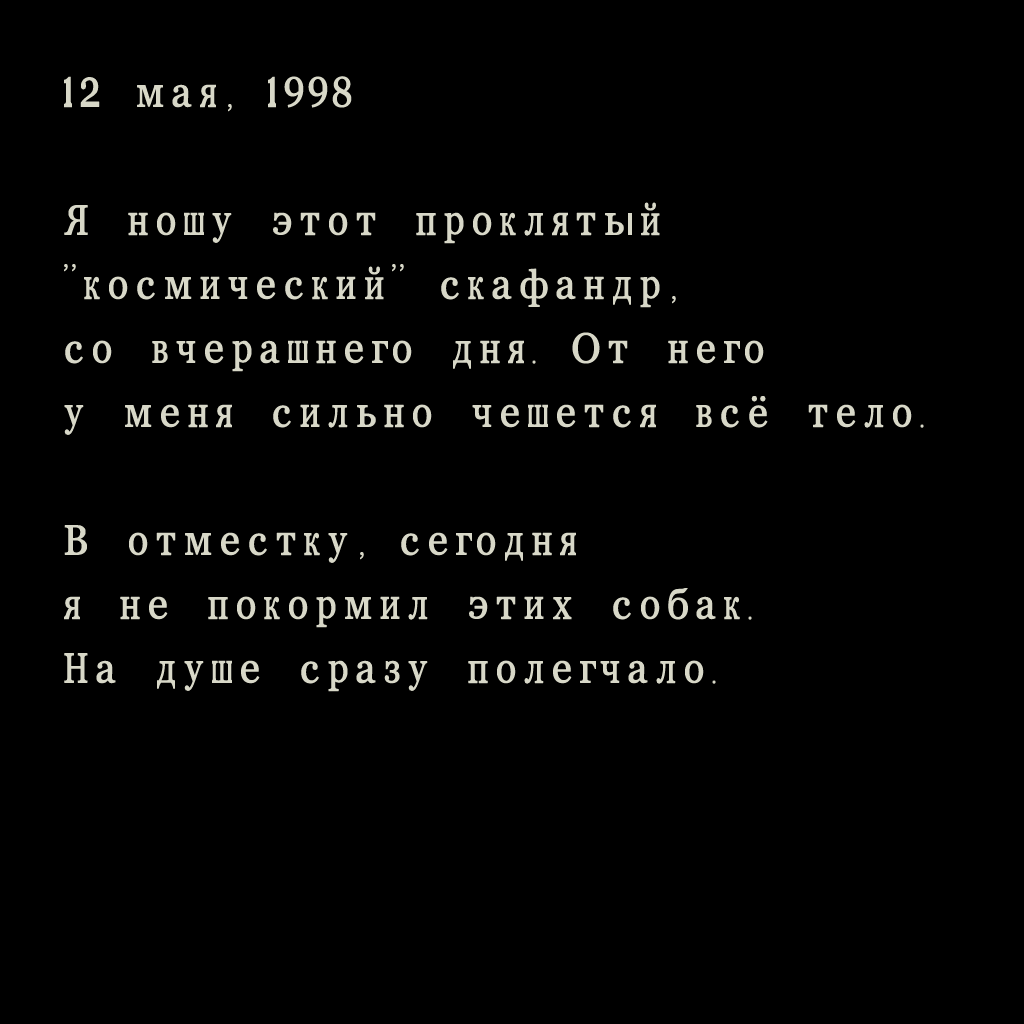 12 мая, 1998
Я ношу этот проклятый
"космический" скафандр,
со вчерашнего дня. От него
у меня сильно чешется всё тело.
В отместку, сегодня
я не покормил этих собак.
На душе сразу полегчало.